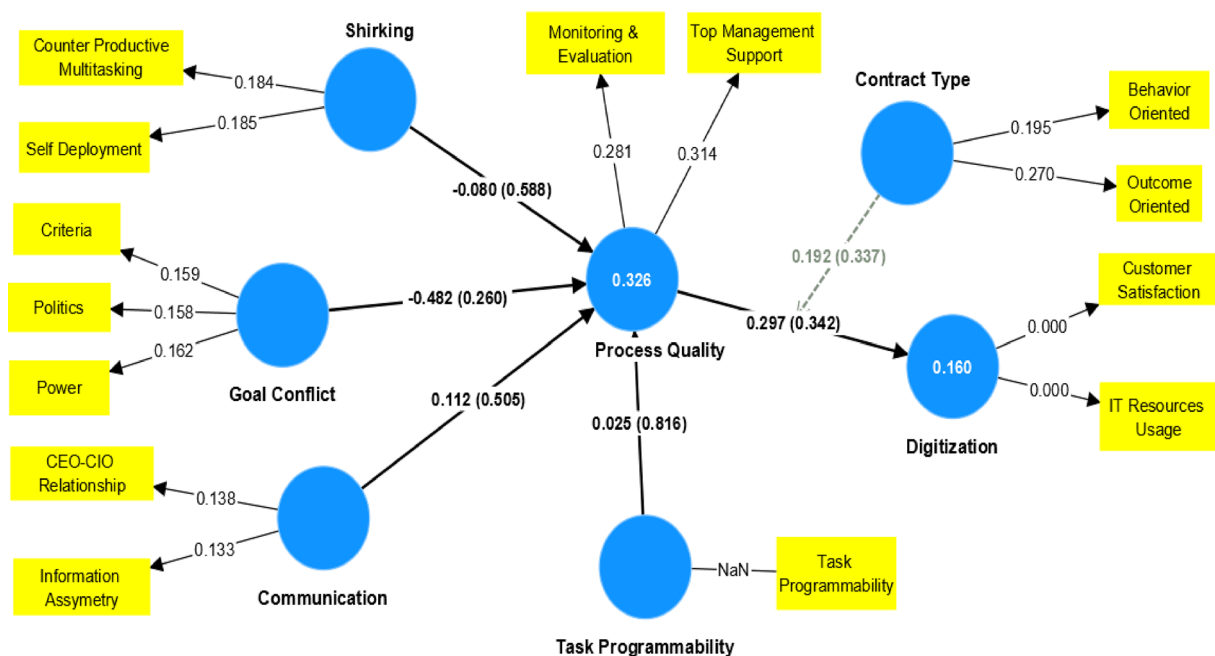 Shirking
Counter Productive
Multitasking
0.184
0.185
Self Deployment
Monitoring &
Evaluation
Top Management
Support
0.281
0.314
Contract Type
Behavior
Oriented
0.195
0.270
Outcome
Oriented
-0.080 (0.588)
Criteria
0.159
Politics
0.158
0.162
Power
Goal Conflict
-0.482 (0.260)
0.326
Process Quality
0.192 (0.337)
0.297 (0.342)
Customer
Satisfaction
0.000
0.160
0.000
IT Resources
Usage
Digitization
0.112 (0.505)
0.025 (0.816)
CEO-CIO
Relationship
0.138
0.133
Information
Assymetry
Communication
NaN
Task
Programmability
Task Programmability